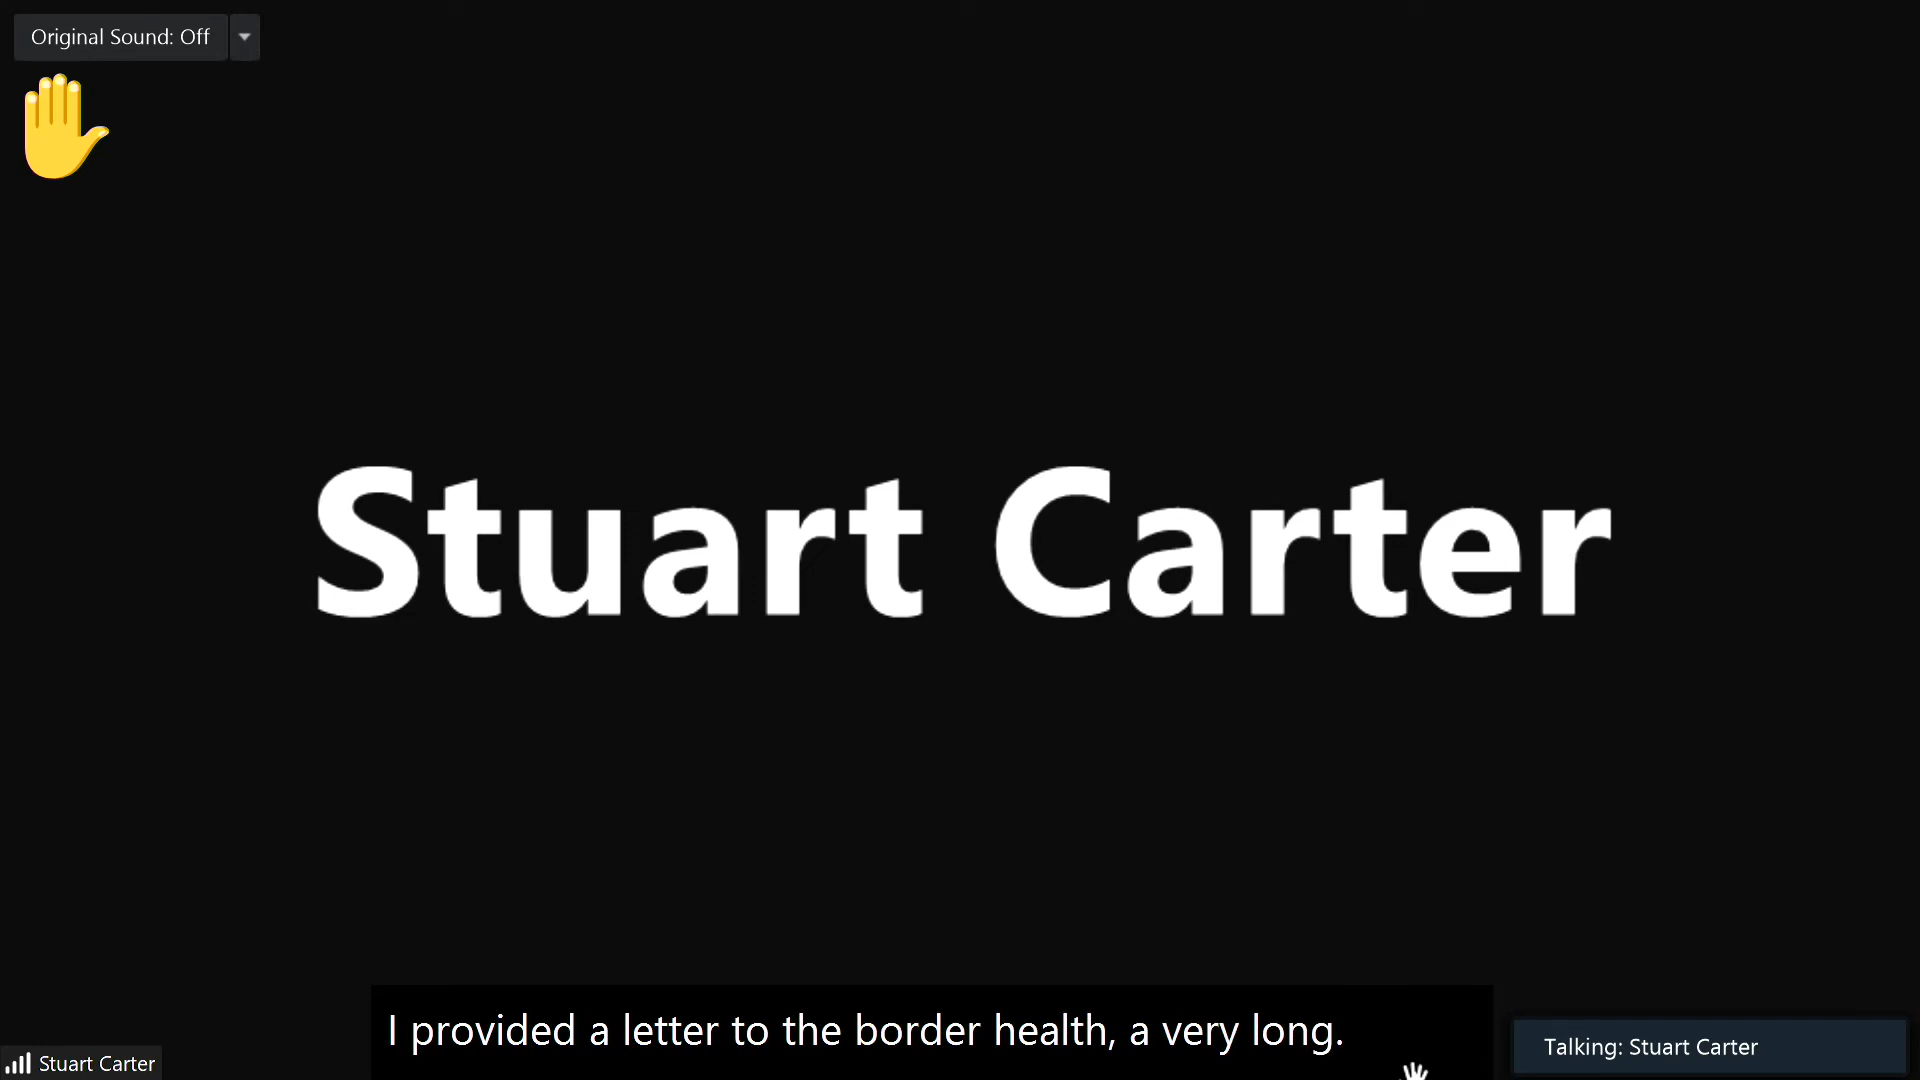 Original Sound: Off
Stuart Carter
I provided a letter to the border health, a very long.
Stuart Carter
Talking: Stuart Carter